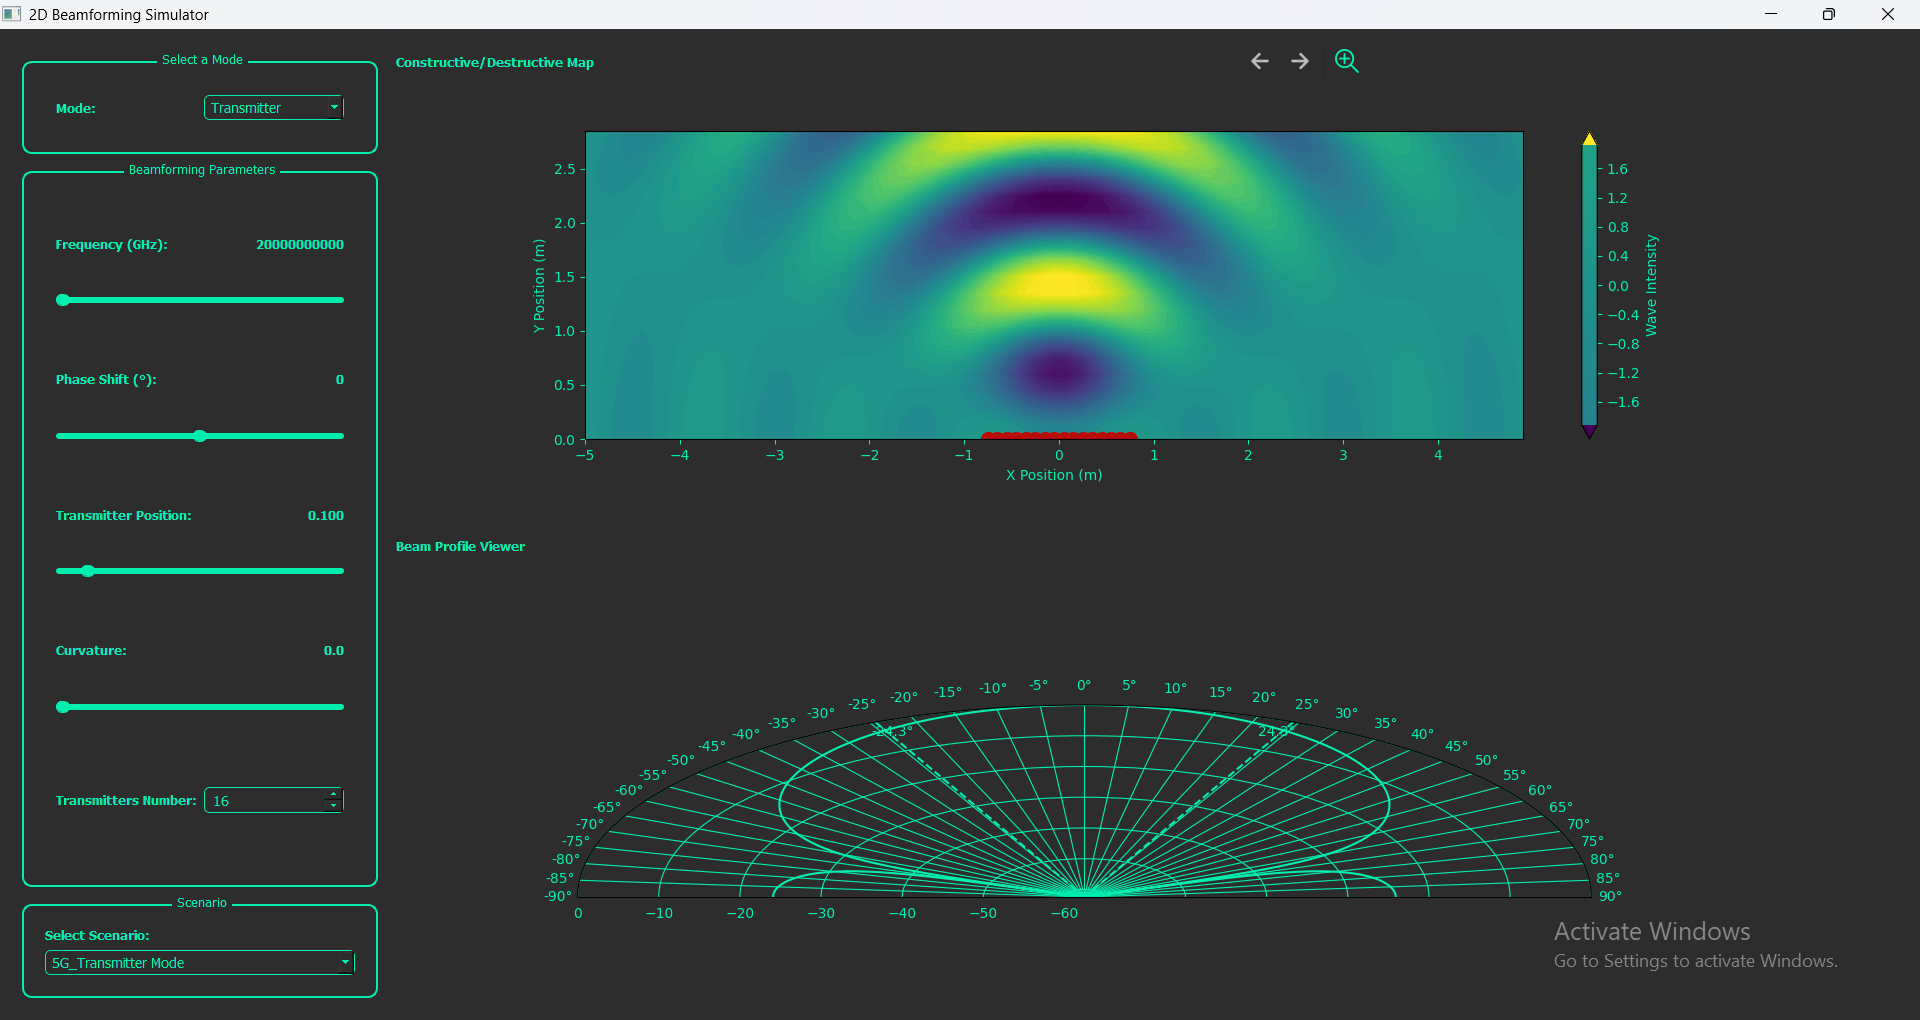 2D Beamforming Simulator
Select a Mode
Mode:
Transmitter
Beamforming Parameters
Frequency (GHz):
20000000000
Phase Shift (°):
0
Transmitter Position:
0.100
Curvature:
0.0
Transmitters Number:
16
Scenario
Select Scenario:
5G_Transmitter Mode
Constructive/Destructive Map
2.5
2.0
1.5
1.0
0.5
0.0
Y Position (m)
−5 −4 −3 −2 −1 0 1 2 3 4
X Position (m)
1.6
1.2
0.8
0.4
0.0
−0.4
−0.8
−1.2
−1.6
Wave Intensity
Beam Profile Viewer
-90° -85° -80° -75° -70° -65° -60° -55° -50° -45° -40° -35° -30° -25° -20° -15° -10° -5° 0° 5° 10° 15° 20° 25° 30° 35° 40° 45° 50° 55° 60° 65° 70° 75° 80° 85° 90°
-24.3°
24.3°
0 −10 −20 −30 −40 −50 −60
Activate Windows
Go to Settings to activate Windows.